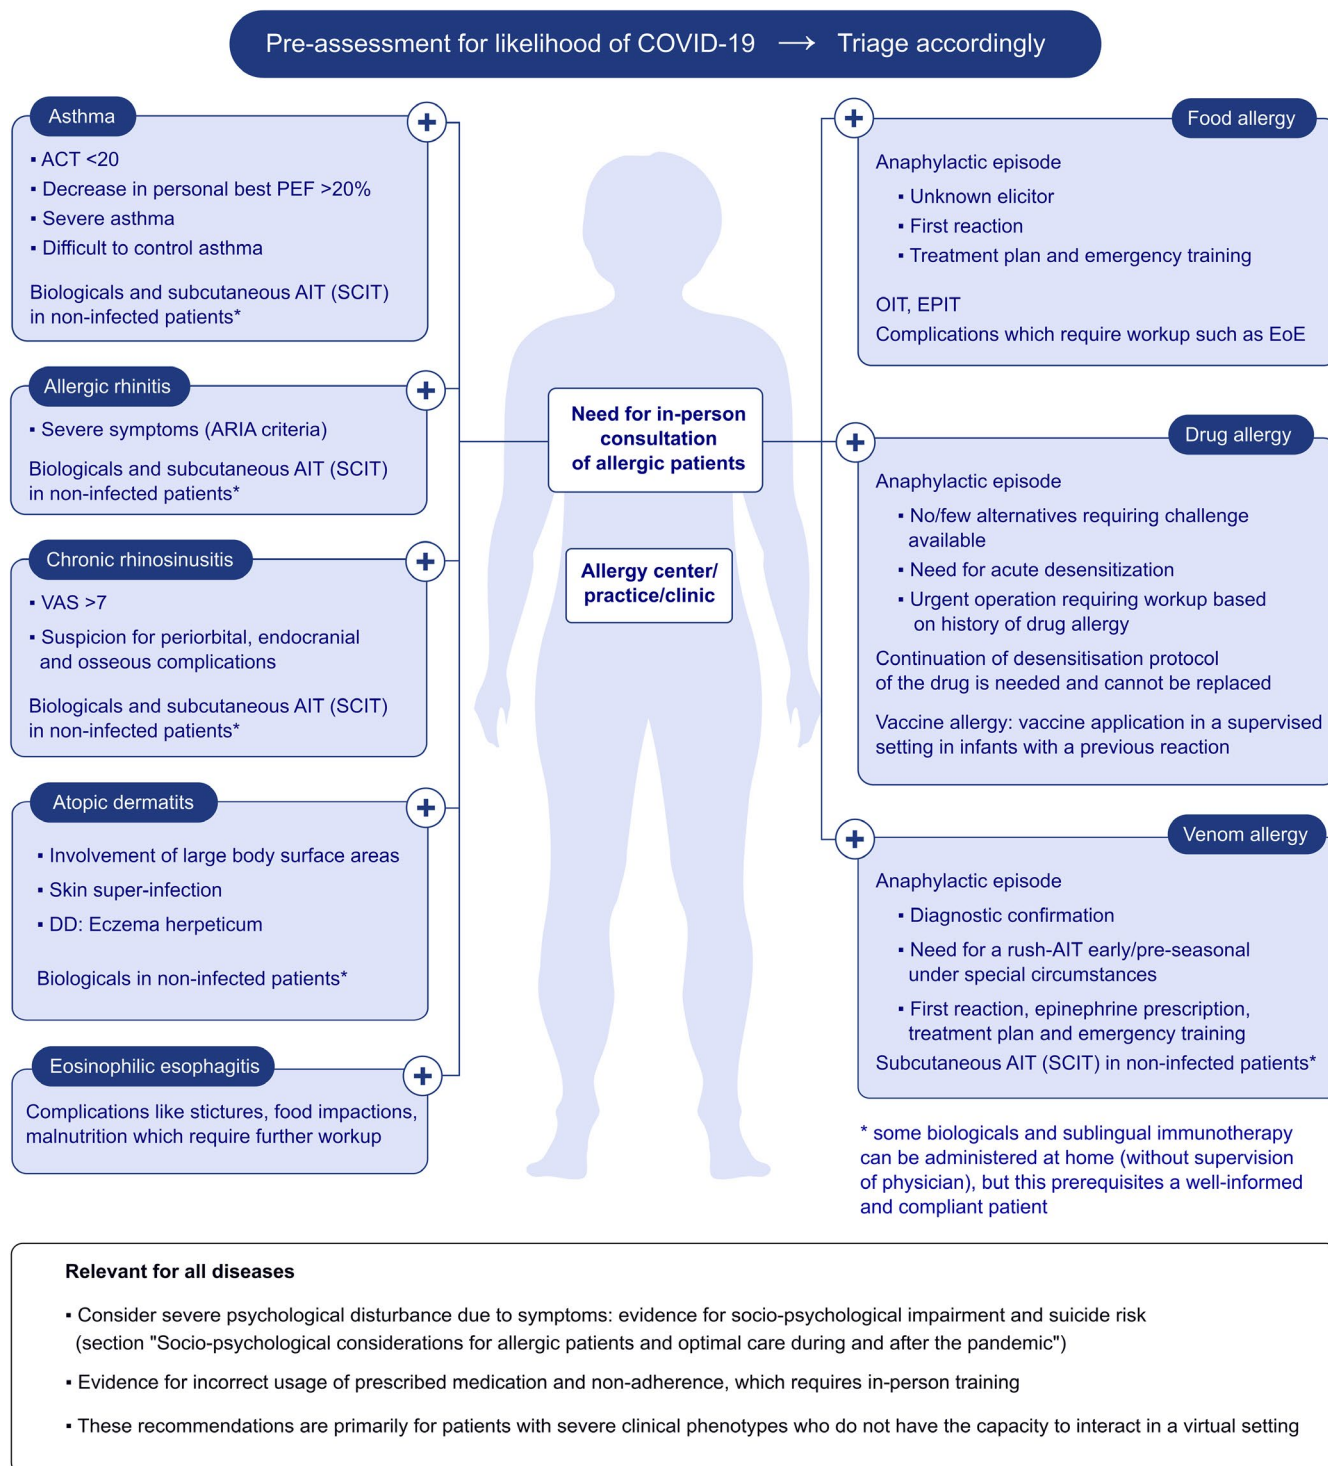 Pre-assessment for likelihood of COVID-19 → Triage accordingly
Asthma
▪ ACT <20
▪ Decrease in personal best PEF >20%
▪ Severe asthma
▪ Difficult to control asthma
Biologicals and subcutaneous AIT (SCIT)
in non-infected patients*
Allergic rhinitis
▪ Severe symptoms (ARIA criteria)
Biologicals and subcutaneous AIT (SCIT)
in non-infected patients*
Chronic rhinosinusitis
▪ VAS >7
▪ Suspicion for periorbital, endocranial
and osseous complications
Biologicals and subcutaneous AIT (SCIT)
in non-infected patients*
Atopic dermatits
▪ Involvement of large body surface areas
▪ Skin super-infection
▪ DD: Eczema herpeticum
Biologicals in non-infected patients*
Eosinophilic esophagitis
Complications like stictures, food impactions,
malnutrition which require further workup
Need for in-person
consultation
of allergic patients
Allergy center/
practice/clinic
Food allergy
Anaphylactic episode
▪ Unknown elicitor
▪ First reaction
▪ Treatment plan and emergency training
OIT, EPIT
Complications which require workup such as EoE
Drug allergy
Anaphylactic episode
▪ No/few alternatives requiring challenge
available
▪ Need for acute desensitization
▪ Urgent operation requiring workup based
on history of drug allergy
Continuation of desensitisation protocol
of the drug is needed and cannot be replaced
Vaccine allergy: vaccine application in a supervised
setting in infants with a previous reaction
Venom allergy
Anaphylactic episode
▪ Diagnostic confirmation
▪ Need for a rush-AIT early/pre-seasonal
under special circumstances
▪ First reaction, epinephrine prescription,
treatment plan and emergency training
Subcutaneous AIT (SCIT) in non-infected patients*
* some biologicals and sublingual immunotherapy
can be administered at home (without supervision
of physician), but this prerequisites a well-informed
and compliant patient
Relevant for all diseases
▪ Consider severe psychological disturbance due to symptoms: evidence for socio-psychological impairment and suicide risk
(section "Socio-psychological considerations for allergic patients and optimal care during and after the pandemic")
▪ Evidence for incorrect usage of prescribed medication and non-adherence, which requires in-person training
▪ These recommendations are primarily for patients with severe clinical phenotypes who do not have the capacity to interact in a virtual setting